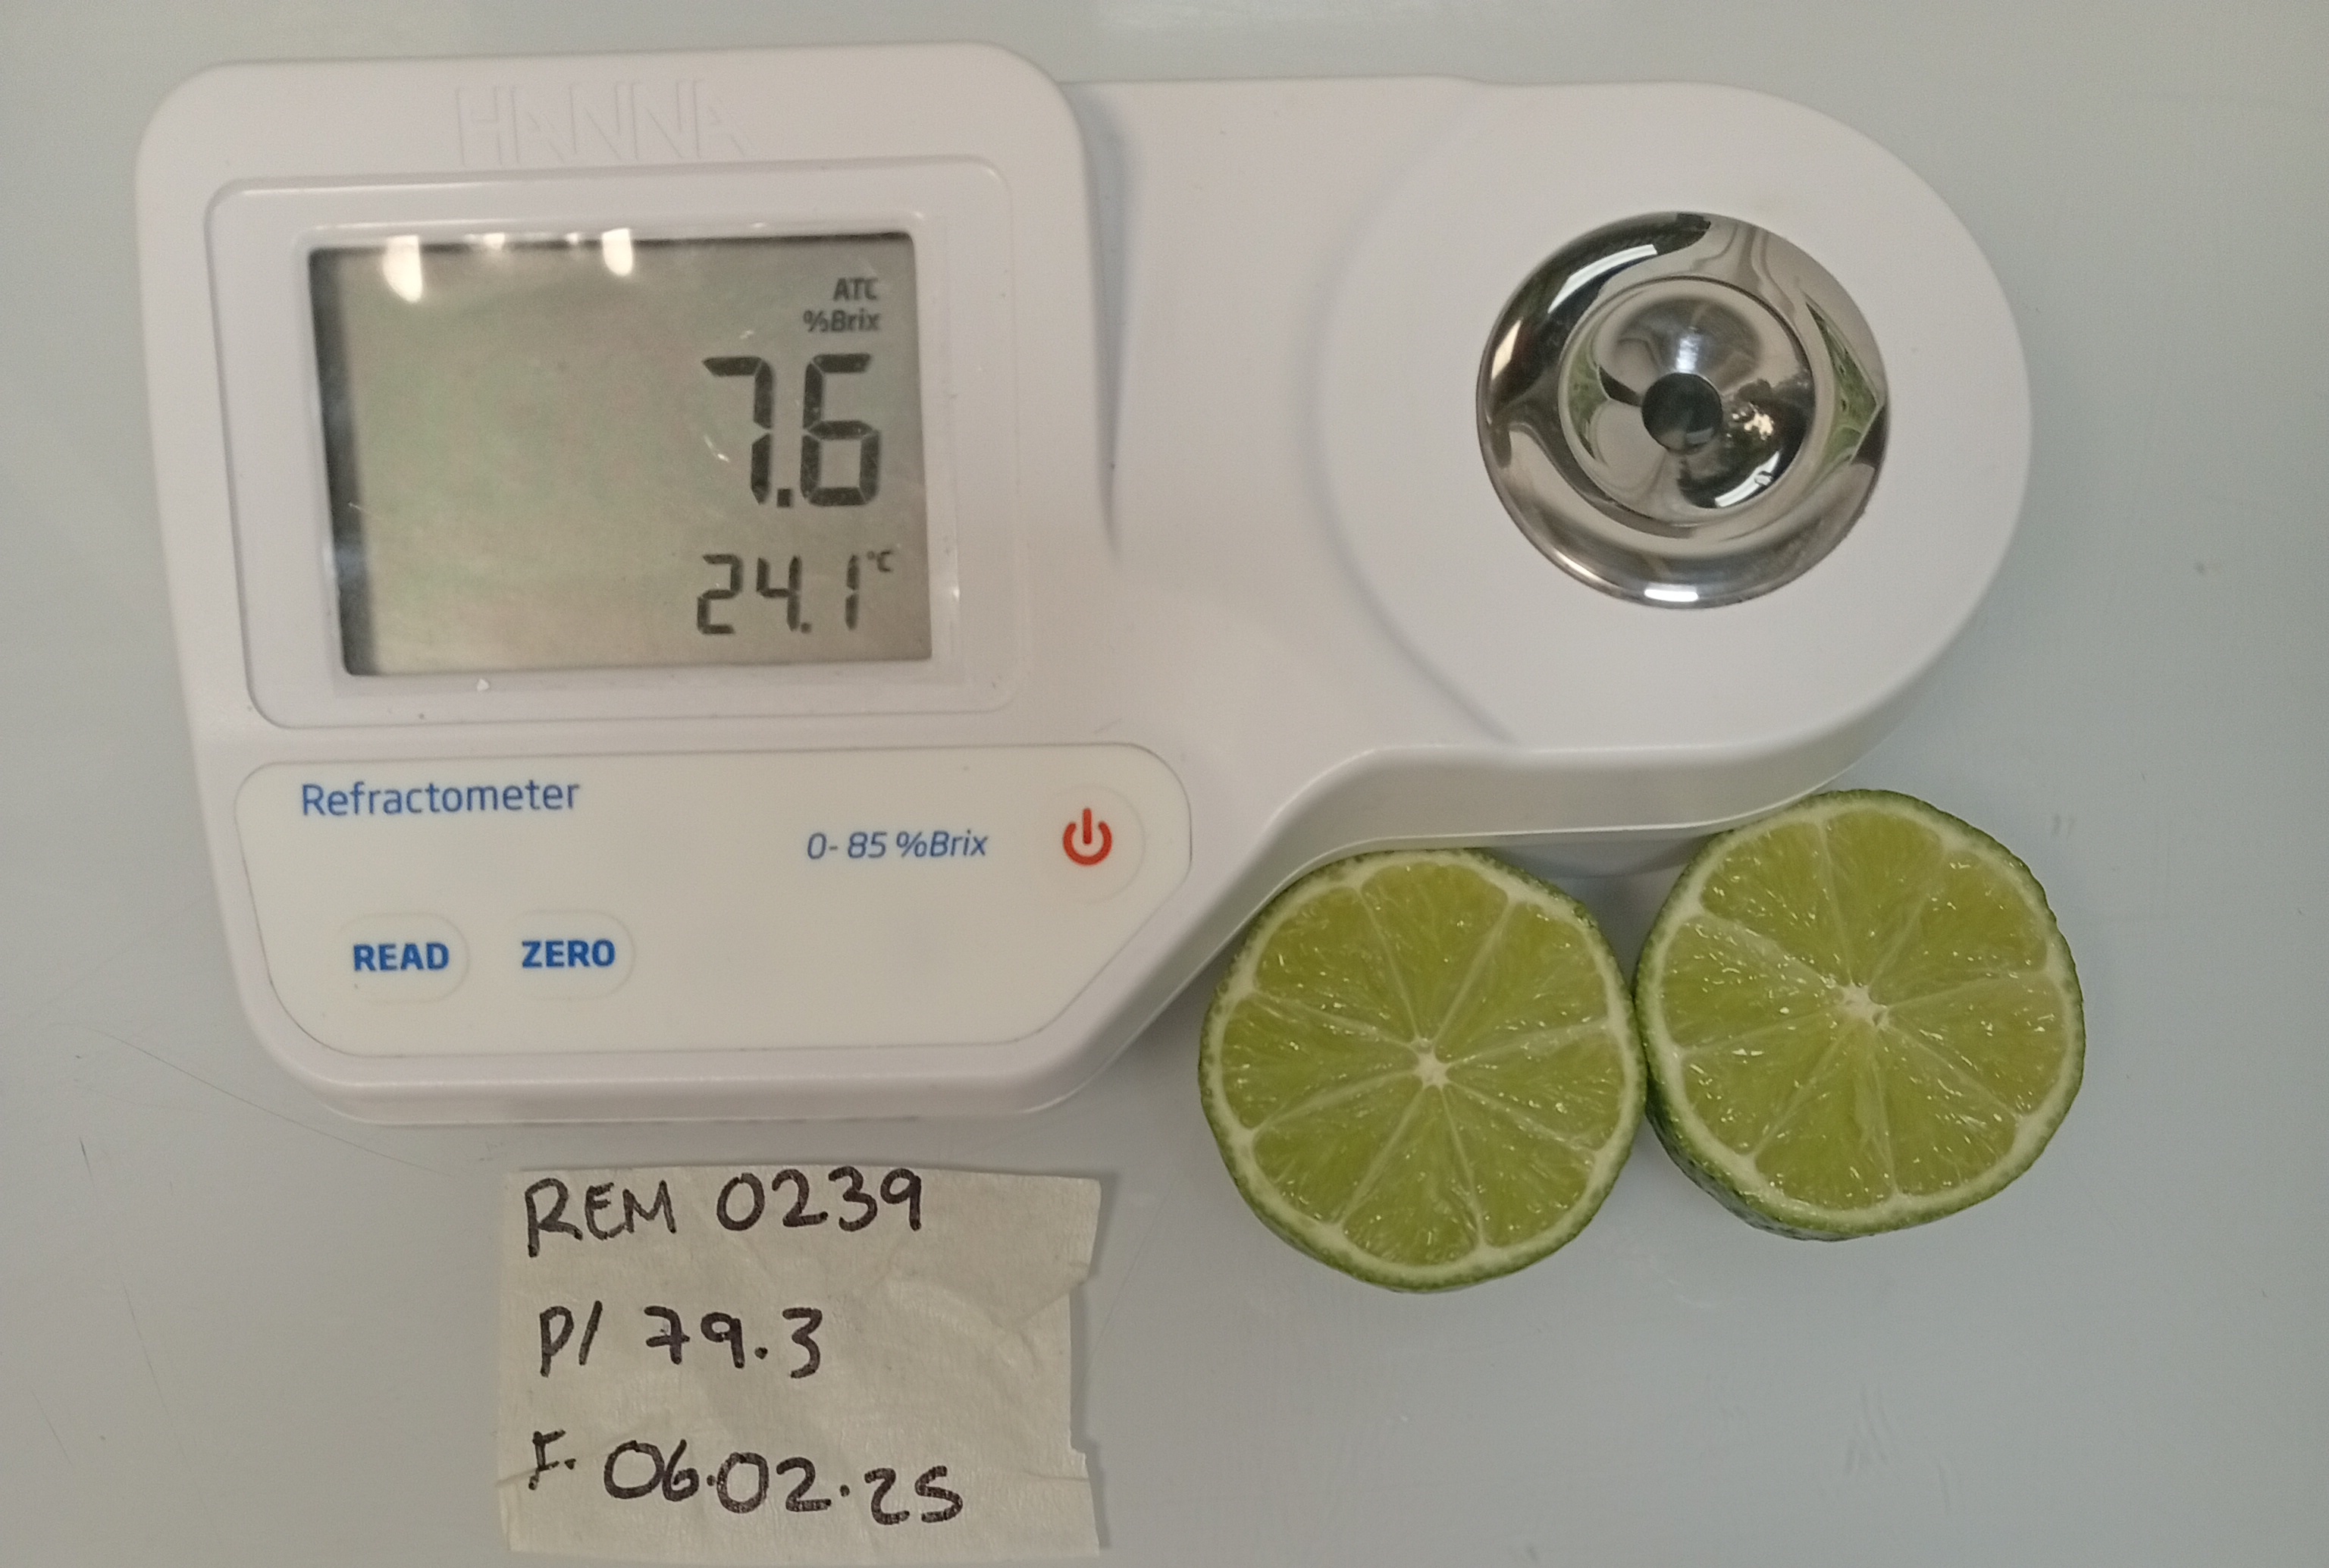 HANNA
ATC
%Brix
7.6
24.1°C
Refractometer
0-85 %Brix
READ ZERO
REM 0239
P/ 79.3
F. 06.02.25